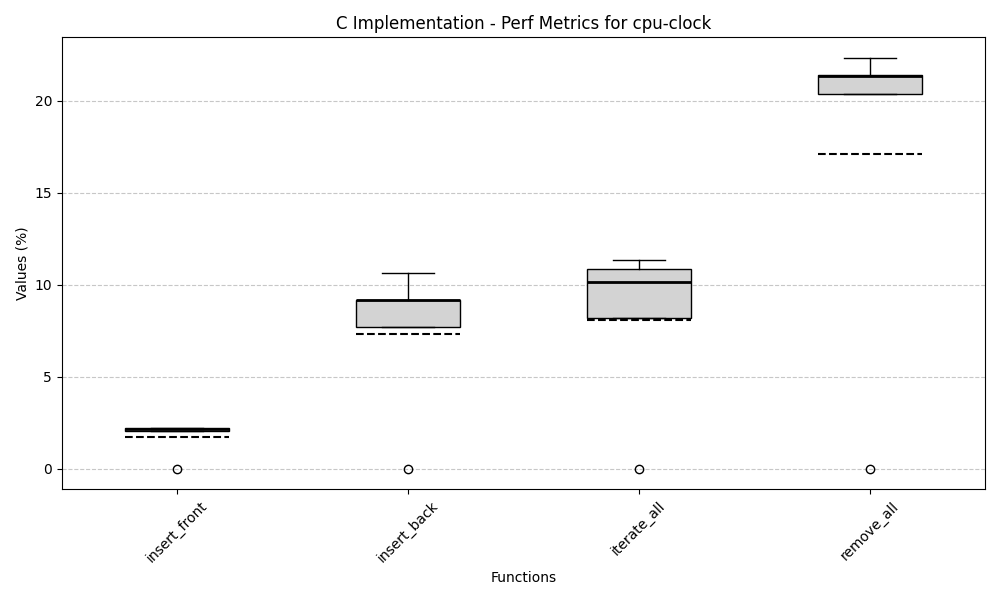 C Implementation - Perf Metrics for cpu-clock
Values (%)
20
15
10
5
0
insert_front
insert_back
iterate_all
remove_all
Functions